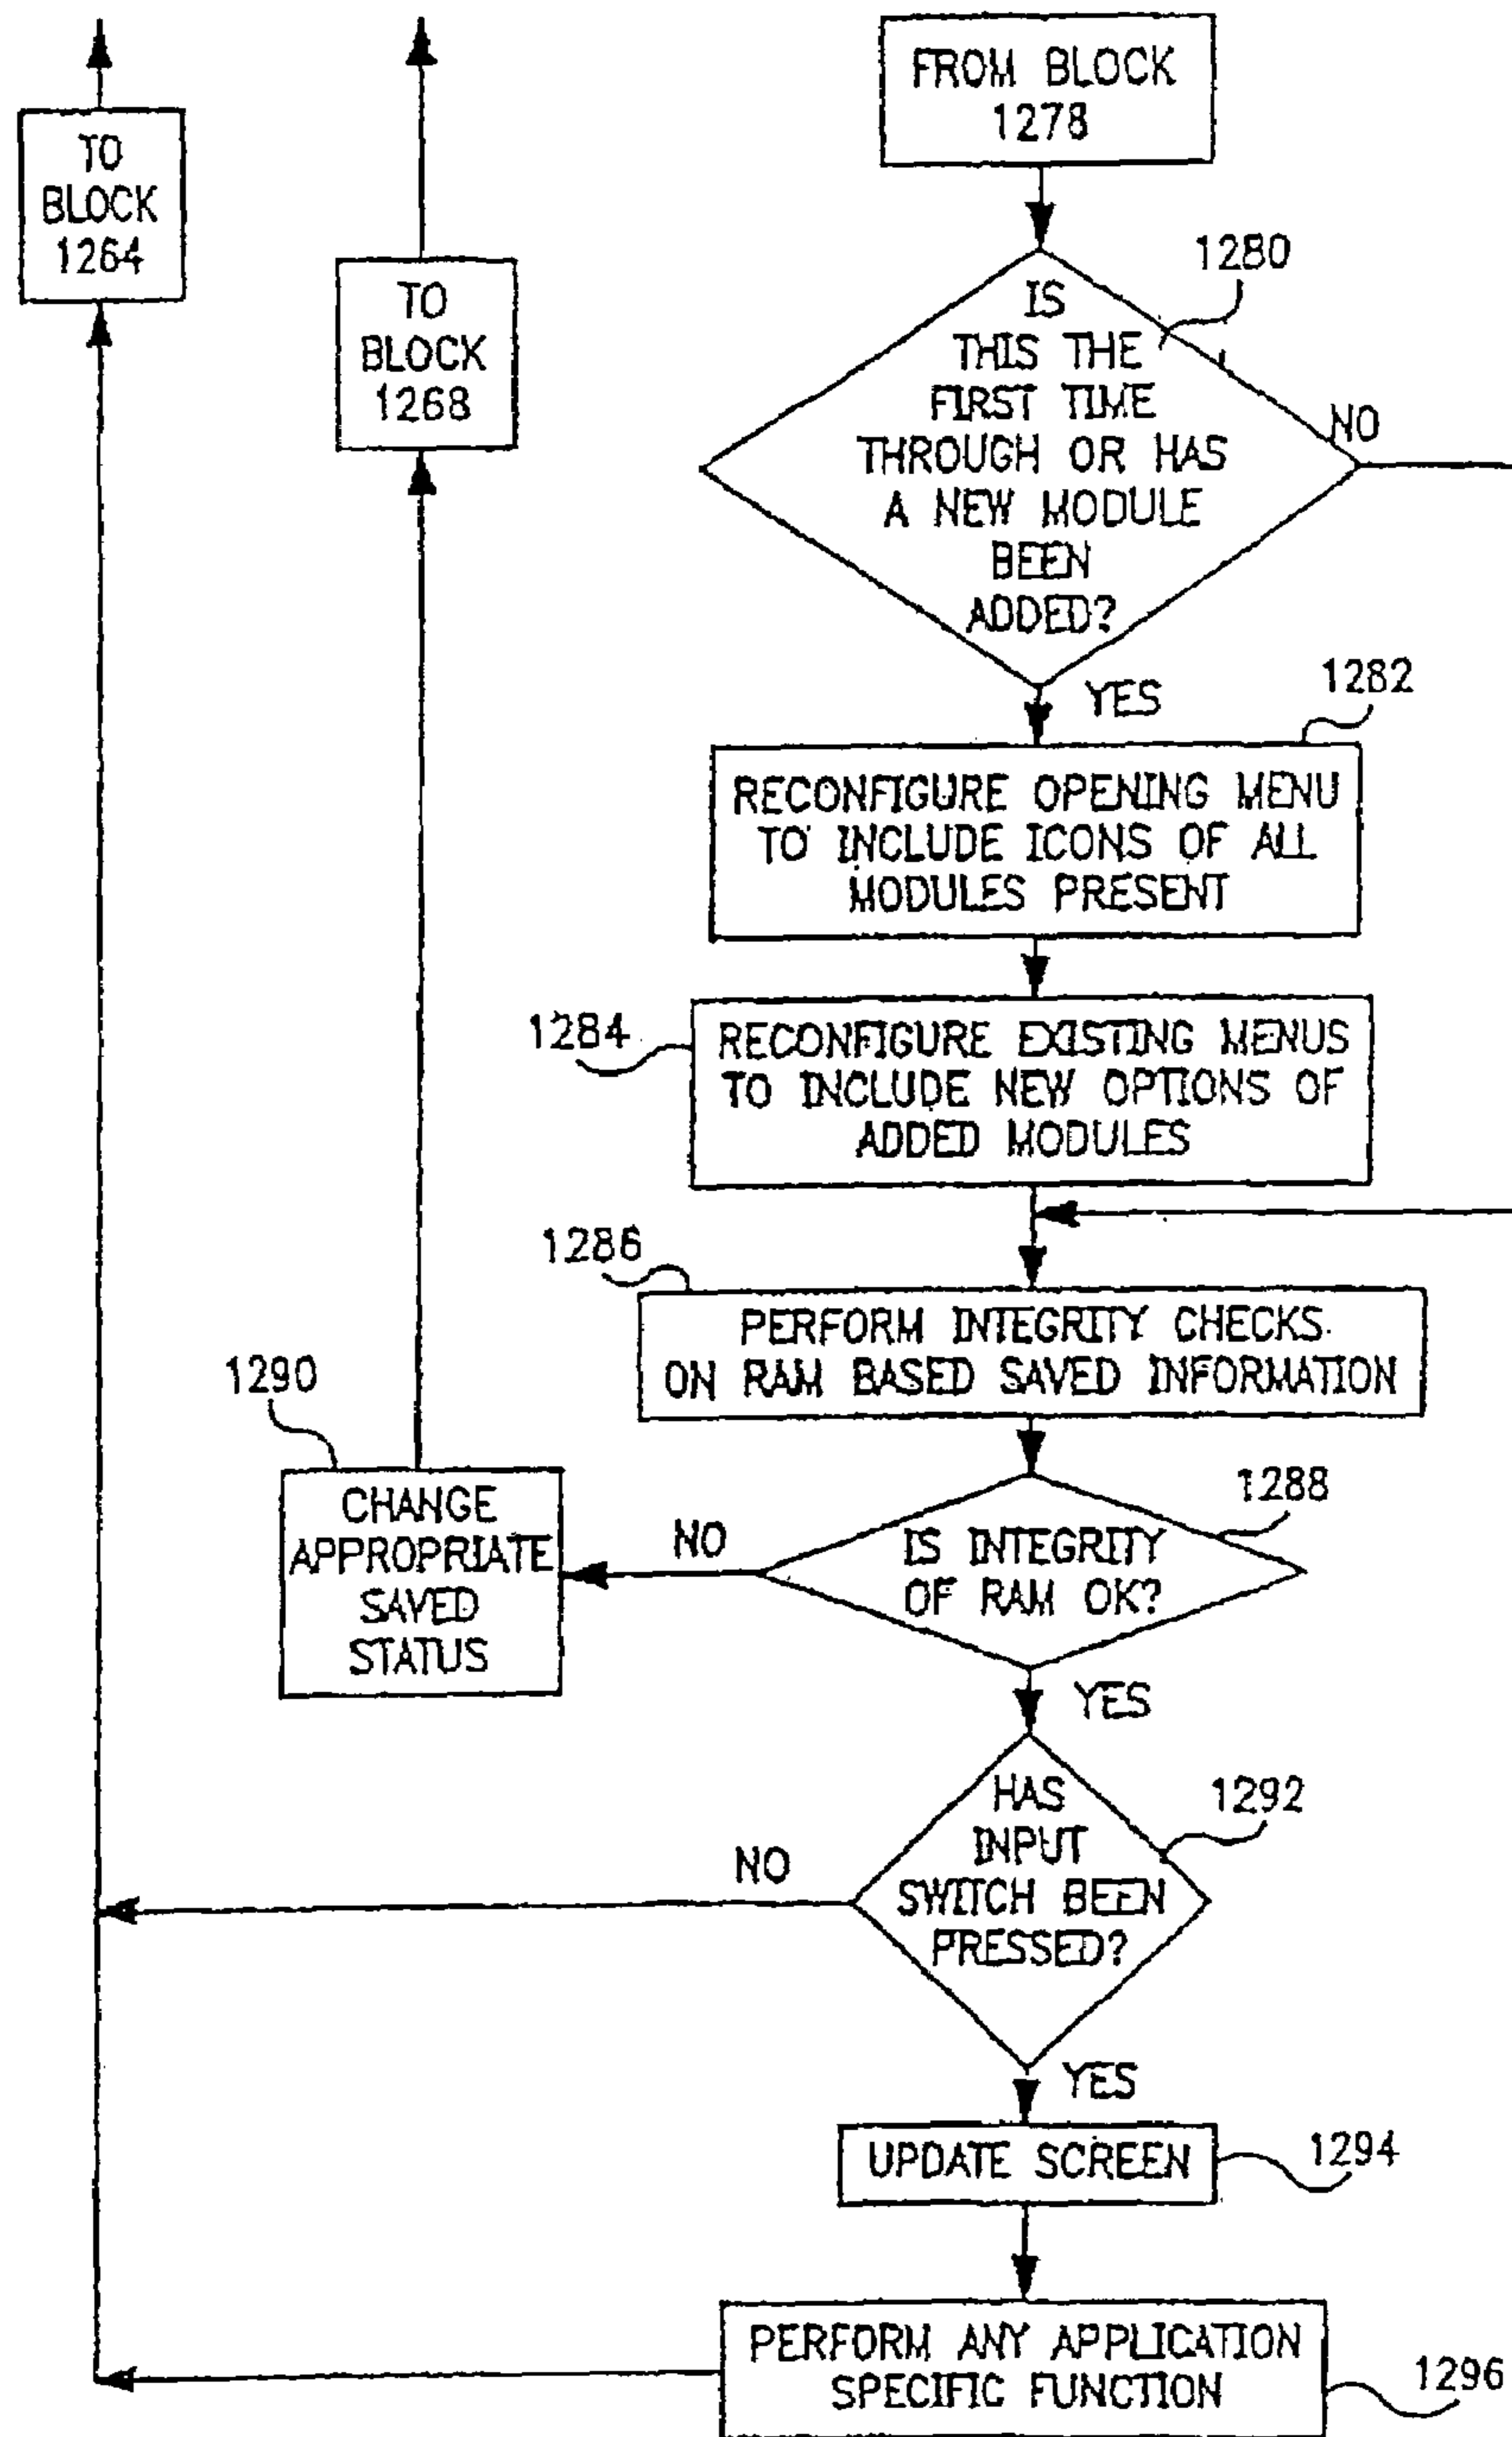 FROM BLOCK
1278
TO
BLOCK
1264
TO
BLOCK
1268
1280
IS
THIS THE
FIRST TIME
THROUGH OR HAS
A NEW MODULE
BEEN
ADDED?
NO
YES
1282
RECONFIGURE OPENING MENU
TO INCLUDE ICONS OF ALL
MODULES PRESENT
1284
RECONFIGURE EXISTING MENUS
TO INCLUDE NEW OPTIONS OF
ADDED MODULES
1286
PERFORM INTEGRITY CHECKS
ON RAM BASED SAVED INFORMATION
1290
CHANGE
APPROPRIATE
SAVED
STATUS
NO
1288
IS INTEGRITY
OF RAM OK?
YES
1292
HAS
INPUT
SWITCH BEEN
PRESSED?
NO
YES
UPDATE SCREEN
1294
PERFORM ANY APPLICATION
SPECIFIC FUNCTION
1296